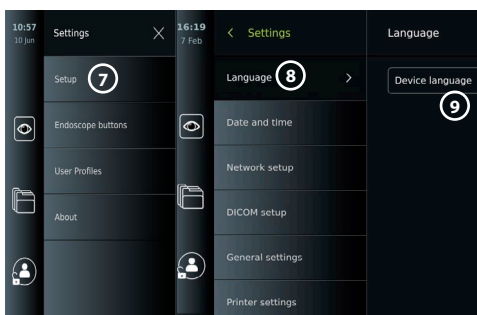 10:57
10 Jun
Settings
Setup
7
Endoscope buttons
User Profiles
About
16:19
7 Feb
Settings
Language
8
Date and time
Network setup
DICOM setup
General settings
Printer settings
Language
Device language
9